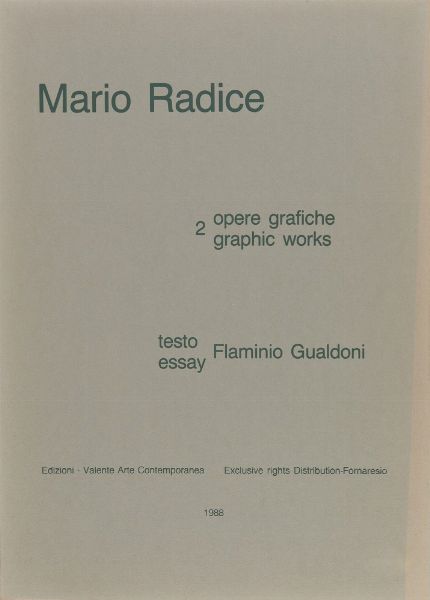 Mario Radice
2 opere grafiche
graphic works
testo
essay Flaminio Gualdoni
Edizioni - Valente Arte Contemporanea Exclusive rights Distribution-Fornaresio
1988